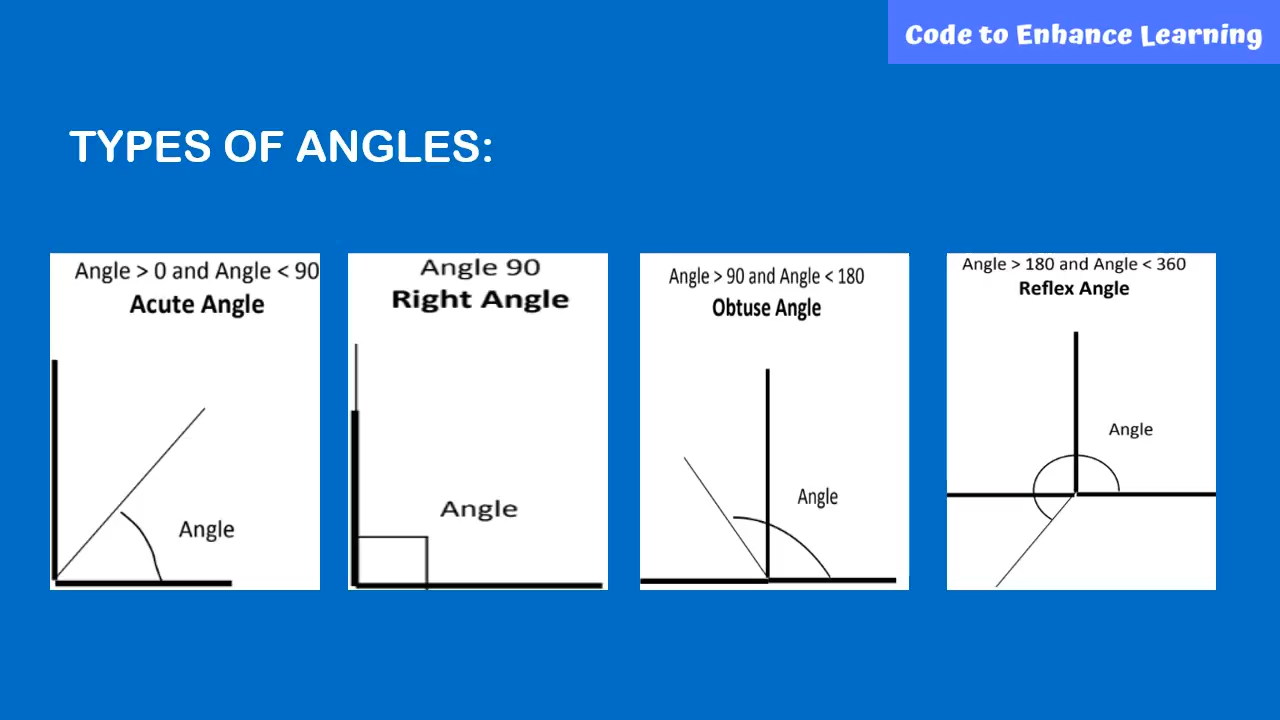 Code to Enhance Learning
TYPES OF ANGLES:
Angle > 0 and Angle < 90
Acute Angle
Angle
Angle 90
Right Angle
Angle
Angle > 90 and Angle < 180
Obtuse Angle
Angle
Angle > 180 and Angle < 360
Reflex Angle
Angle